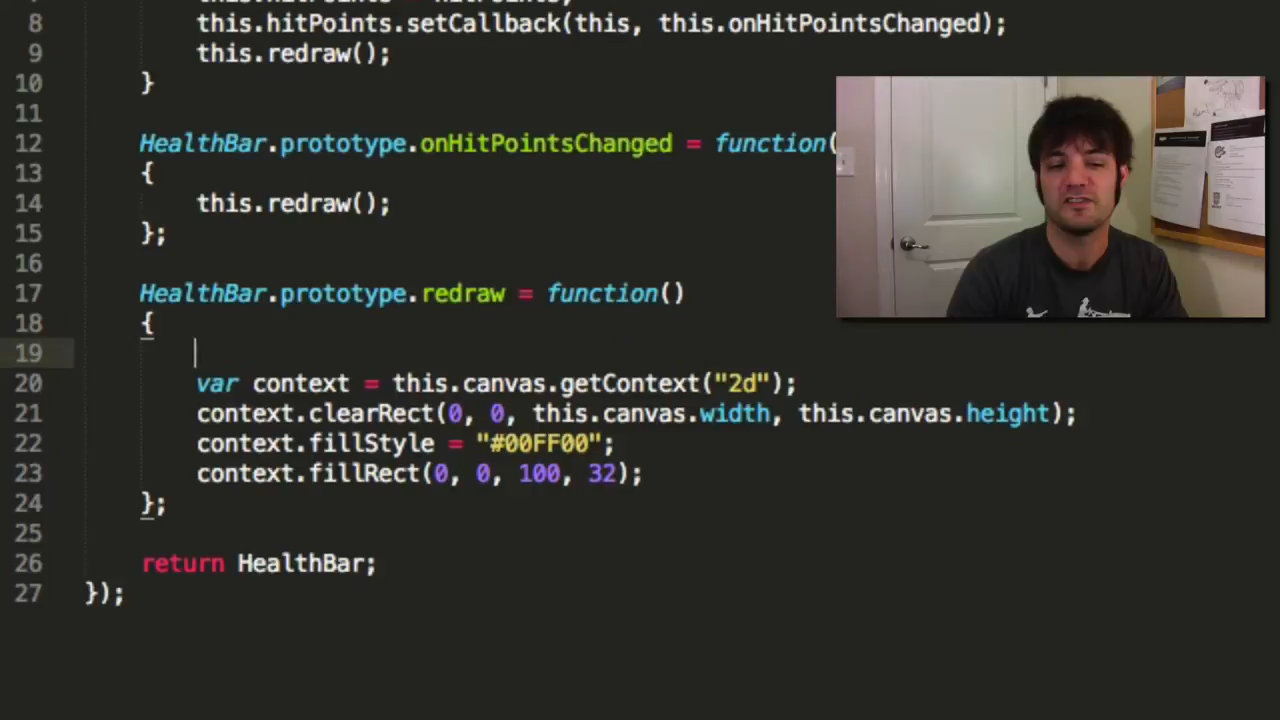 8 this.hitPoints.setCallback(this, this.onHitPointsChanged);
9 this.redraw();
10 }
11
12 HealthBar.prototype.onHitPointsChanged = function(
13 {
14 this.redraw();
15 };
16
17 HealthBar.prototype.redraw = function()
18 {
19
20 var context = this.canvas.getContext("2d");
21 context.clearRect(0, 0, this.canvas.width, this.canvas.height);
22 context.fillStyle = "#00FF00";
23 context.fillRect(0, 0, 100, 32);
24 };
25
26 return HealthBar;
27 });